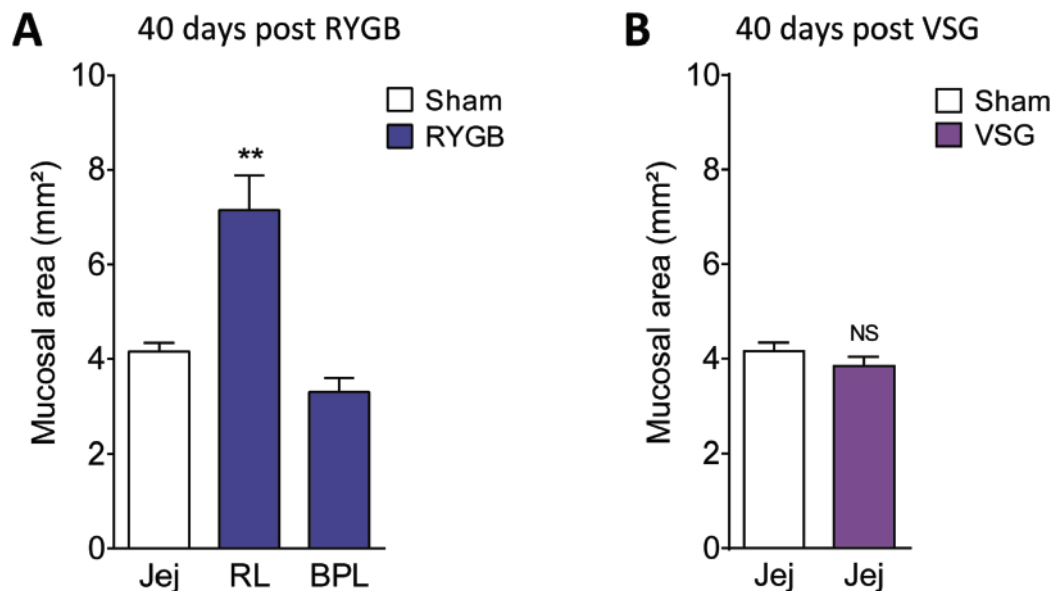 A 40 days post RYGB
Mucosal area (mm²)
10
8
6
4
2
0
Sham
RYGB
**
Jej RL BPL
B 40 days post VSG
Mucosal area (mm²)
10
8
6
4
2
0
Sham
VSG
NS
Jej Jej